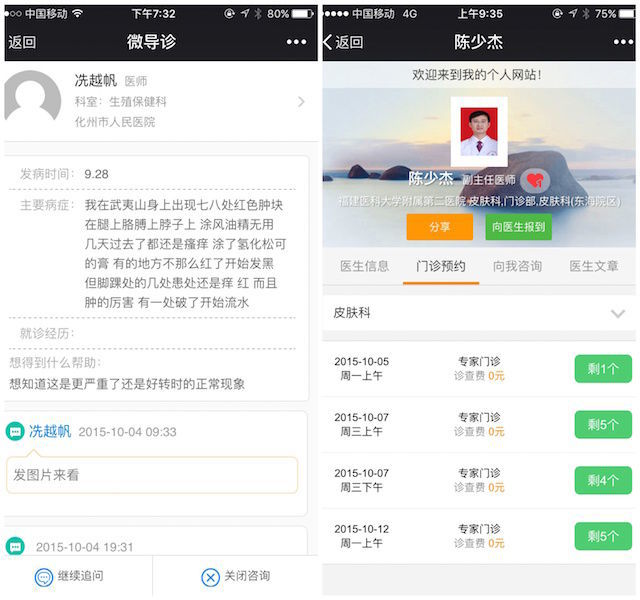 中国移动
下午7:32
80%
返回
微导诊
冼越帆 医师
科室：生殖保健科
化州市人民医院
发病时间： 9.28
主要病症： 我在武夷山身上出现七八处红色肿块
在腿上胳膊上脖子上 涂风油精无用
几天过去了都还是瘙痒 涂了氢化松可
的膏 有的地方不那么红了开始发黑
但脚踝处的几处患处还是痒 红 而且
肿的厉害 有一处破了开始流水
就诊经历：
想得到什么帮助：
想知道这是更严重了还是好转时的正常现象
冼越帆 2015-10-04 09:33
发图片来看
2015-10-04 19:31
继续追问
关闭咨询
中国移动 4G
上午9:35
75%
返回
陈少杰
欢迎来到我的个人网站！
陈少杰 副主任医师
福建医科大学附属第二医院 皮肤科,门诊部,皮肤科(东海院区)
分享
向医生报到
医生信息
门诊预约
向我咨询
医生文章
皮肤科
2015-10-05
周一上午
专家门诊
诊查费 0元
剩1个
2015-10-07
周三上午
专家门诊
诊查费 0元
剩5个
2015-10-07
周三下午
专家门诊
诊查费 0元
剩4个
2015-10-12
周一上午
专家门诊
诊查费 0元
剩5个